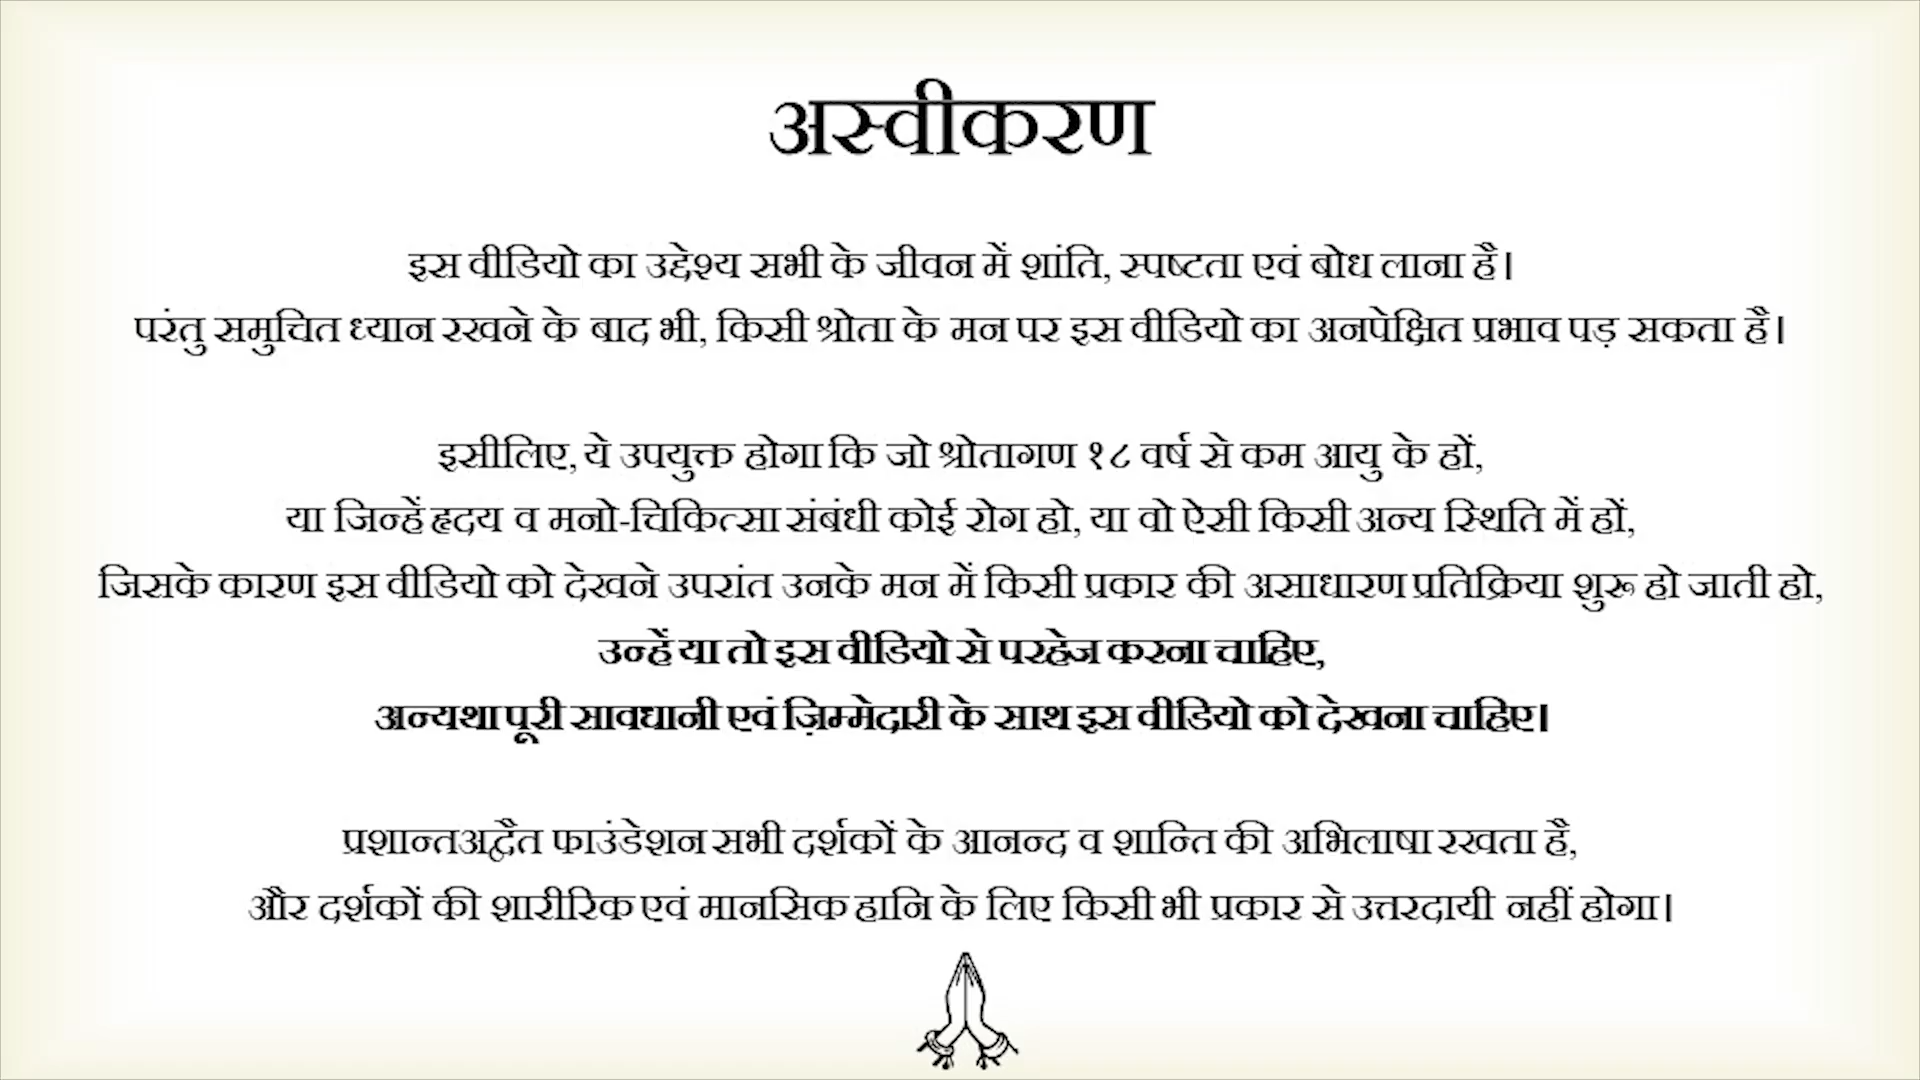 अस्वीकरण
इस वीडियो का उद्देश्य सभी के जीवन में शांति, स्पष्टता एवं बोध लाना है।
परंतु समुचित ध्यान रखने के बाद भी, किसी श्रोता के मन पर इस वीडियो का अनपेक्षित प्रभाव पड़ सकता है।
इसीलिए, ये उपयुक्त होगा कि जो श्रोतागण १८ वर्ष से कम आयु के हों,
या जिन्हें हृदय व मनो-चिकित्सा संबंधी कोई रोग हो, या वो ऐसी किसी अन्य स्थिति में हों,
जिसके कारण इस वीडियो को देखने उपरांत उनके मन में किसी प्रकार की असाधारण प्रतिक्रिया शुरू हो जाती हो,
उन्हें या तो इस वीडियो से परहेज करना चाहिए,
अन्यथा पूरी सावधानी एवं ज़िम्मेदारी के साथ इस वीडियो को देखना चाहिए।
प्रशान्तअद्वैत फाउंडेशन सभी दर्शकों के आनन्द व शान्ति की अभिलाषा रखता है,
और दर्शकों की शारीरिक एवं मानसिक हानि के लिए किसी भी प्रकार से उत्तरदायी नहीं होगा।